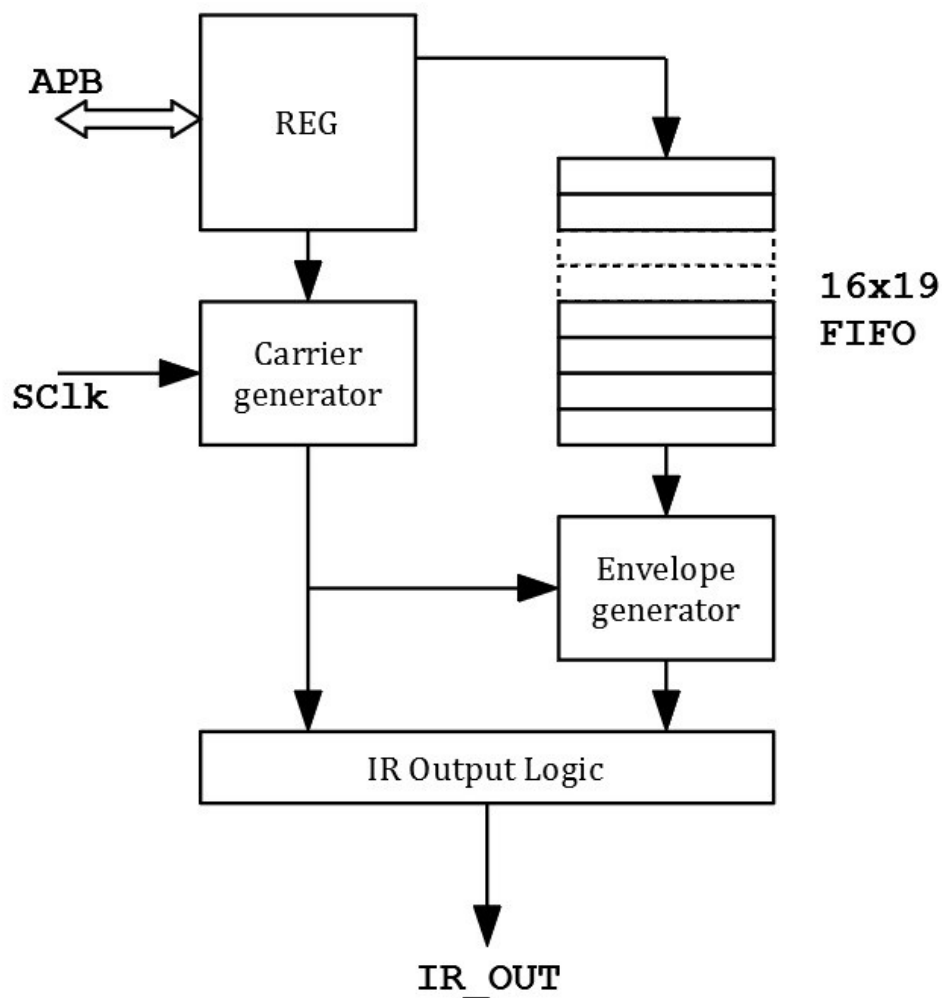 APB
REG
16x19
FIFO
Carrier
generator
SClk
Envelope
generator
IR Output Logic
IR_OUT